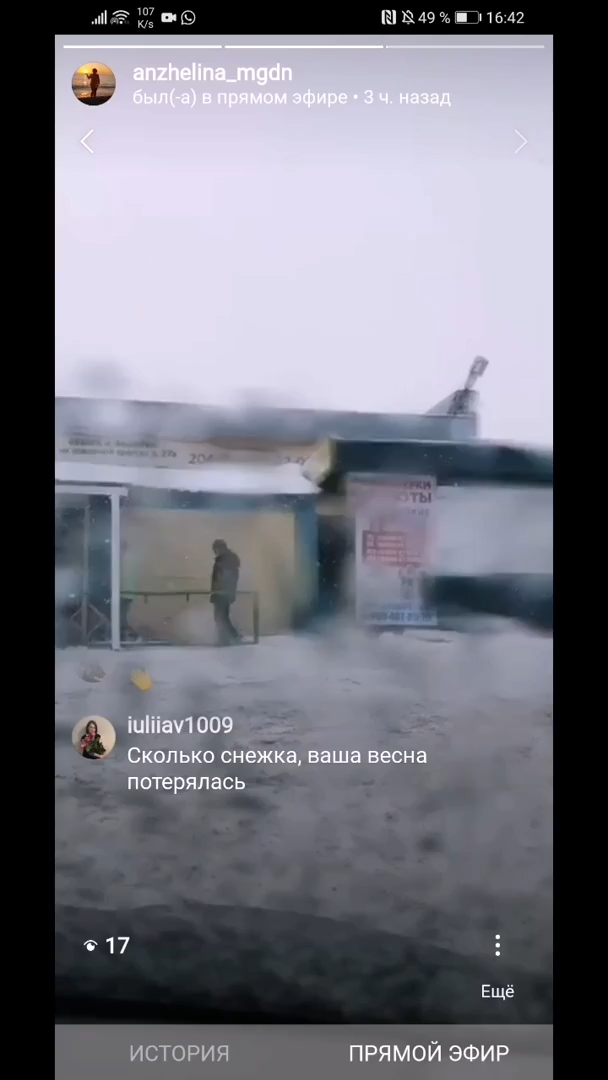 107
K/s
49 %
16:42
anzhelina_mgdn
был(-а) в прямом эфире • 3 ч. назад
204
iuliiav1009
Сколько снежка, ваша весна
потерялась
17
Ещё
ИСТОРИЯ
ПРЯМОЙ ЭФИР